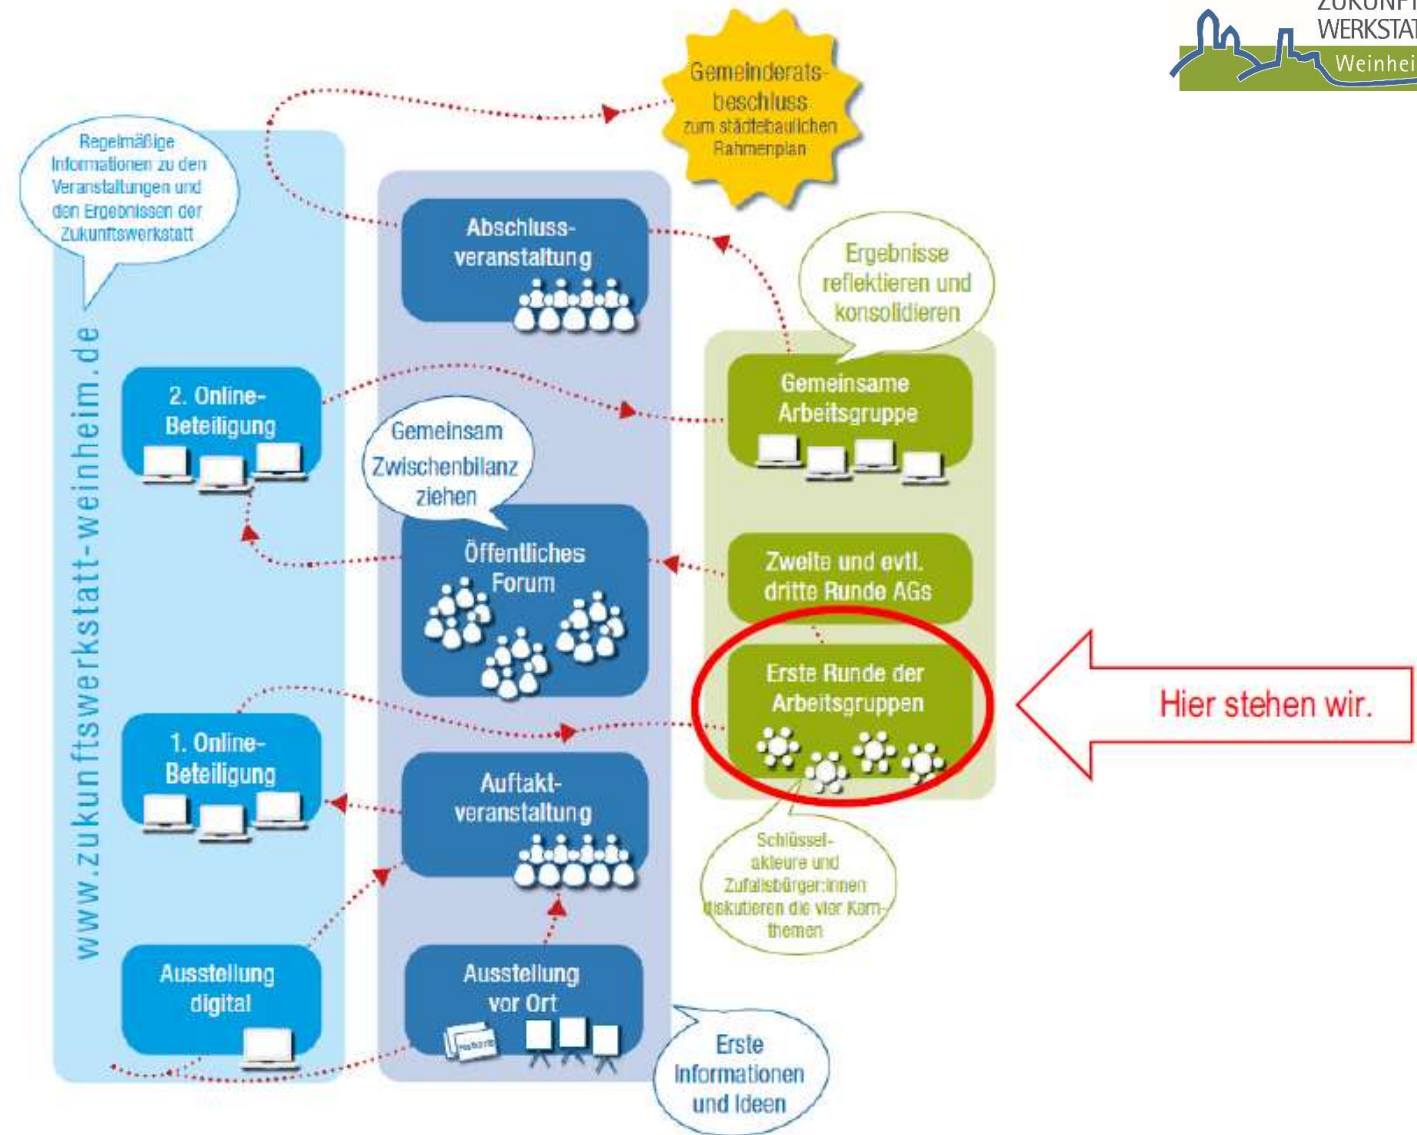 ZUKUNFT
WERKSTAT
Weinhei
Gemeinderats-
beschluss
zum städtebaulichen
Rahmenplan
Regelmäßige
Informationen zu den
Veranstaltungen und
den Ergebnissen der
Zukunftswerkstatt
www.zukunftswerkstatt-weinheim.de
Abschluss-
veranstaltung
Ergebnisse
reflektieren und
konsolidieren
2. Online-
Beteiligung
Gemeinsam
Zwischenbilanz
ziehen
Gemeinsame
Arbeitsgruppe
Öffentliches
Forum
Zweite und evtl.
dritte Runde AGs
Erste Runde der
Arbeitsgruppen
Hier stehen wir.
1. Online-
Beteiligung
Auftakt-
veranstaltung
Schlüssel-
akteure und
Zufallsbürger:innen
diskutieren die vier Kern-
themen
Ausstellung
digital
Ausstellung
vor Ort
Erste
Informationen
und Ideen